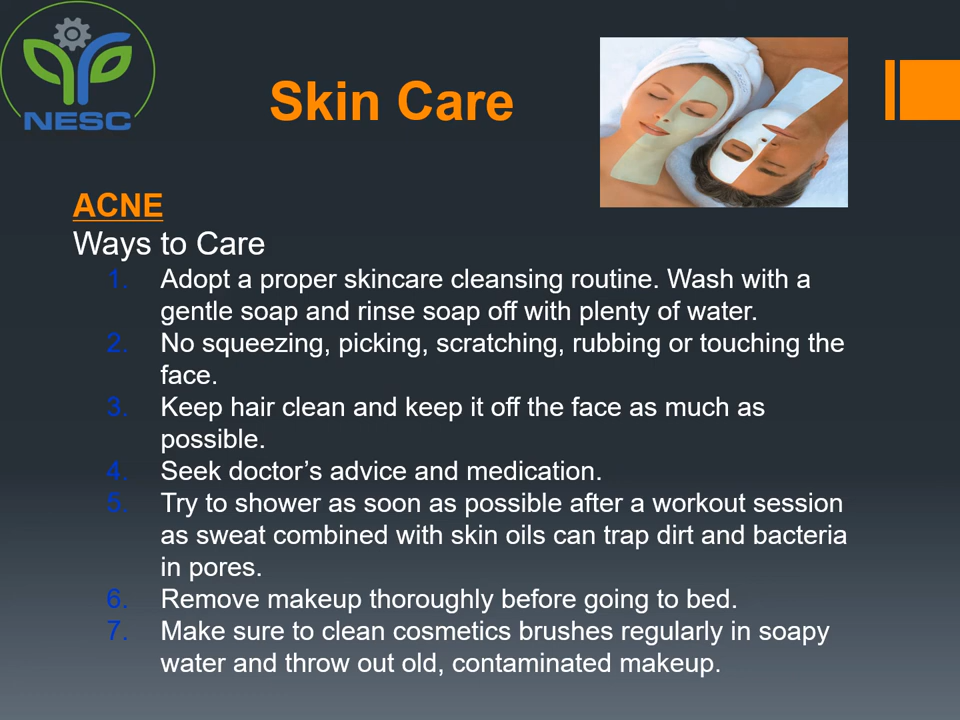 NESC
Skin Care
ACNE
Ways to Care
1. Adopt a proper skincare cleansing routine. Wash with a
gentle soap and rinse soap off with plenty of water.
2. No squeezing, picking, scratching, rubbing or touching the
face.
3. Keep hair clean and keep it off the face as much as
possible.
4. Seek doctor’s advice and medication.
5. Try to shower as soon as possible after a workout session
as sweat combined with skin oils can trap dirt and bacteria
in pores.
6. Remove makeup thoroughly before going to bed.
7. Make sure to clean cosmetics brushes regularly in soapy
water and throw out old, contaminated makeup.